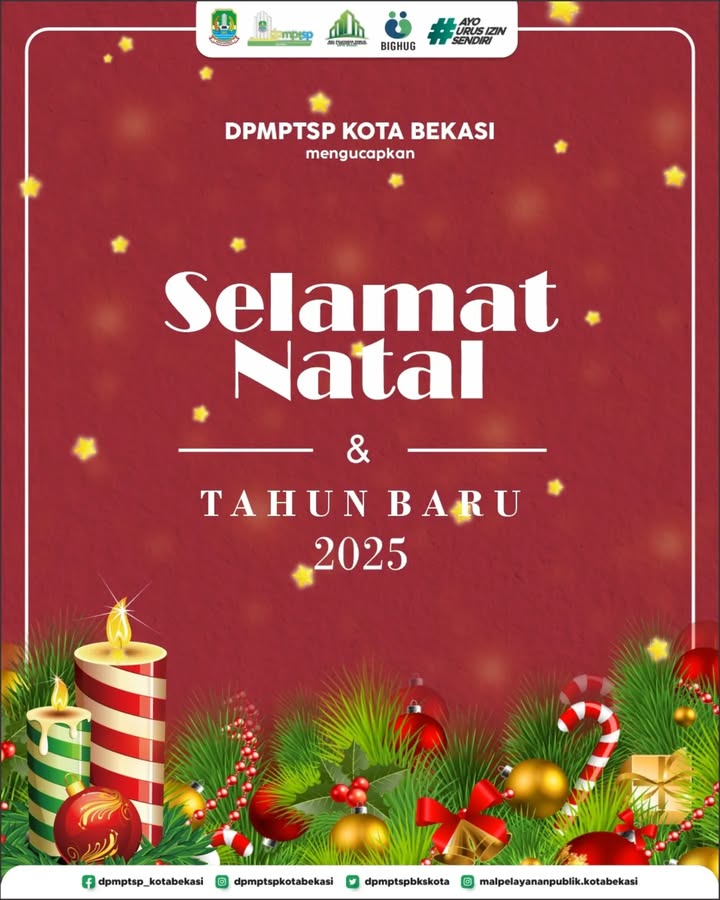 dpmptsp
BIGHUG
#AYO
URUS IZIN
SENDIRI
DPMPTSP KOTA BEKASI
mengucapkan
Selamat
Natal
&
TAHUN BARU
2025
dpmptsp_kotabekasi dpmptspkotabekasi dpmptspbkskota malpelayananpublik.kotabekasi